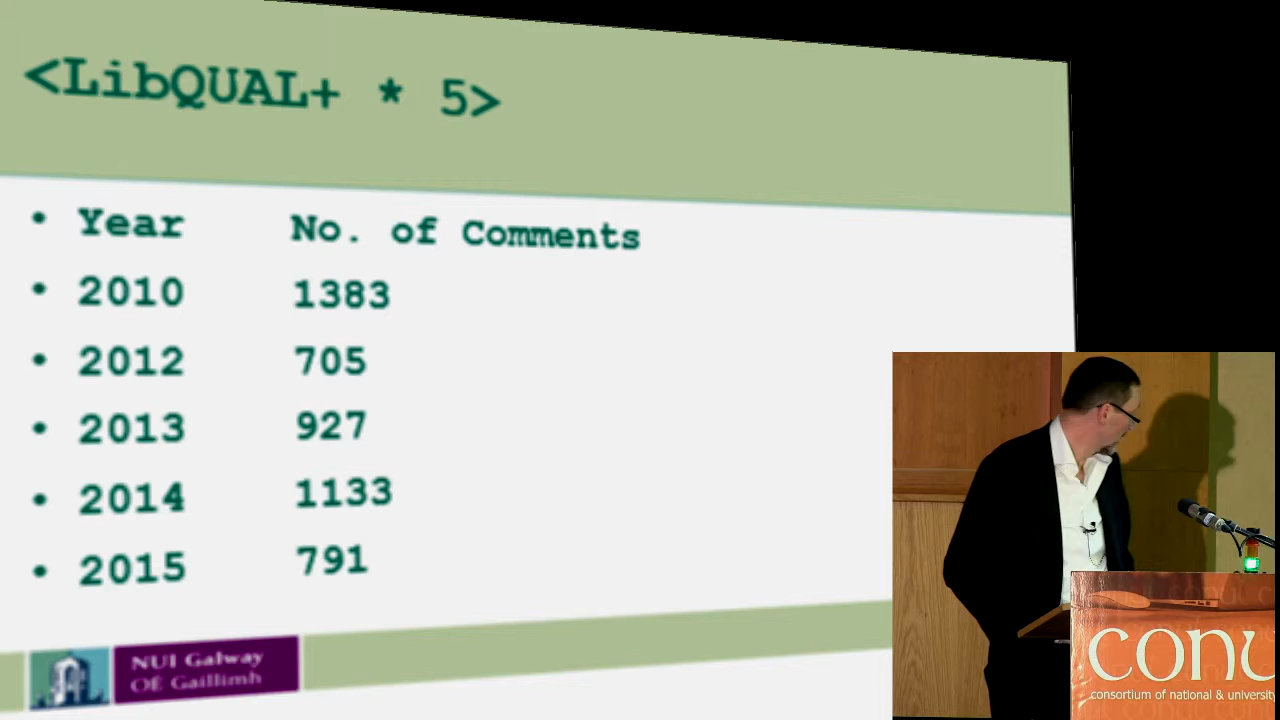 <LibQUAL+ * 5>
• Year No. of Comments
• 2010 1383
• 2012 705
• 2013 927
• 2014 1133
• 2015 791
NUI Galway
OÉ Gaillimh
conu
consortium of national & university